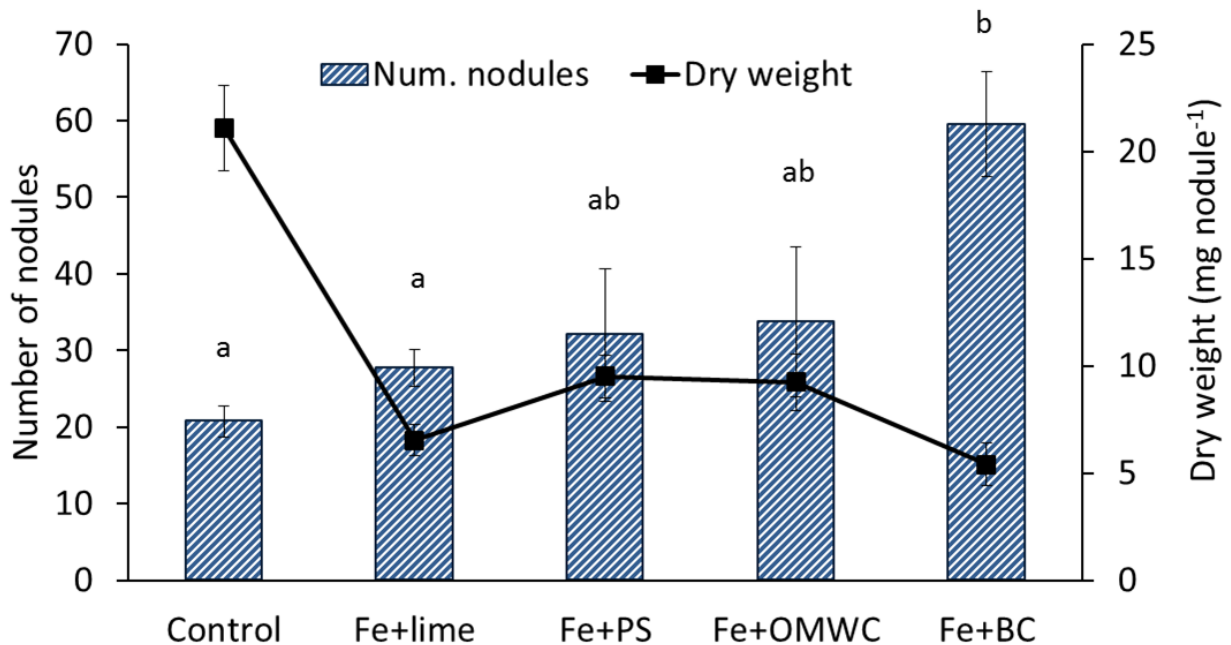 b
70
25
Num. nodules
Dry weight
60
20
50
ab
ab
40
15
a
30
a
10
20
5
10
0
0
Number of nodules
Dry weight (mg nodule⁻¹)
Control
Fe+lime
Fe+PS
Fe+OMWC
Fe+BC